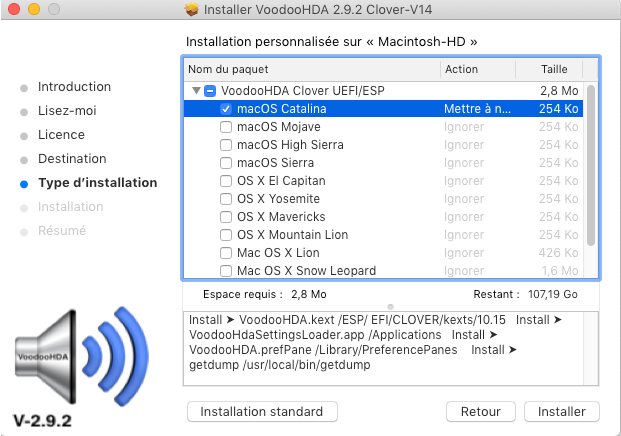 Installer VoodooHDA 2.9.2 Clover-V14
Installation personnalisée sur « Macintosh-HD »
Introduction
Lisez-moi
Licence
Destination
Type d’installation
Installation
Résumé
Nom du paquet Action Taille
VoodooHDA Clover UEFI/ESP 2,8 Mo
macOS Catalina Mettre à n... 254 Ko
macOS Mojave Ignorer 254 Ko
macOS High Sierra Ignorer 254 Ko
macOS Sierra Ignorer 254 Ko
OS X El Capitan Ignorer 254 Ko
OS X Yosemite Ignorer 254 Ko
OS X Mavericks Ignorer 254 Ko
OS X Mountain Lion Ignorer 254 Ko
Mac OS X Lion Ignorer 426 Ko
Mac OS X Snow Leopard Ignorer 1,6 Mo
Espace requis : 2,8 Mo Restant : 107,19 Go
Install ➤ VoodooHDA.kext /ESP/ EFI/CLOVER/kexts/10.15 Install ➤
VoodooHdaSettingsLoader.app /Applications Install ➤
VoodooHDA.prefPane /Library/PreferencePanes Install ➤
getdump /usr/local/bin/getdump
VoodooHDA
V-2.9.2
Installation standard Retour Installer